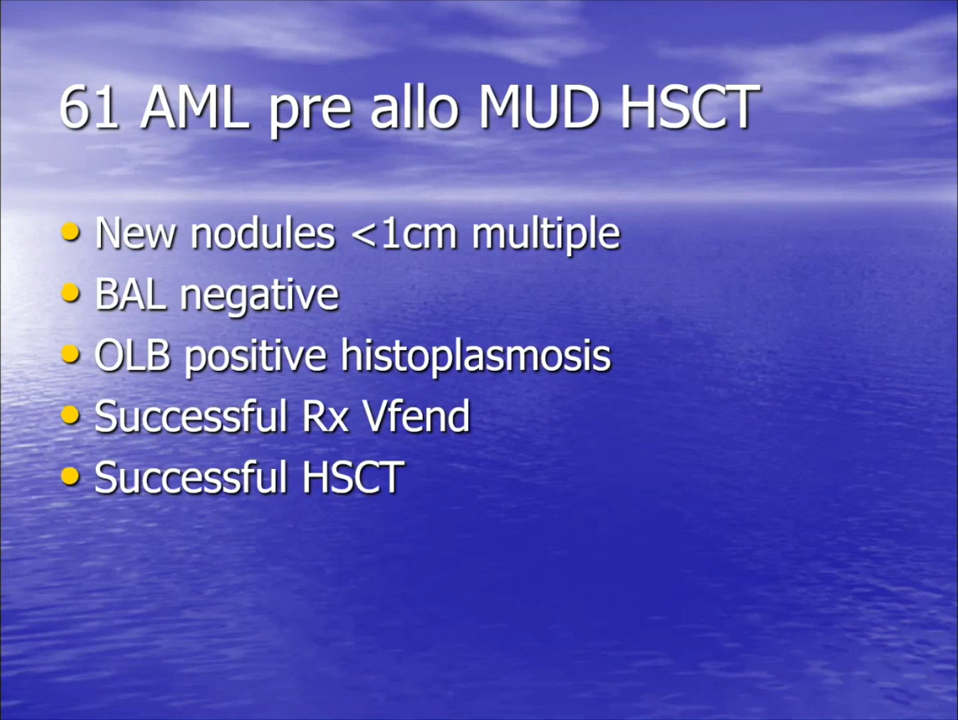 61 AML pre allo MUD HSCT
• New nodules <1cm multiple
• BAL negative
• OLB positive histoplasmosis
• Successful Rx Vfend
• Successful HSCT